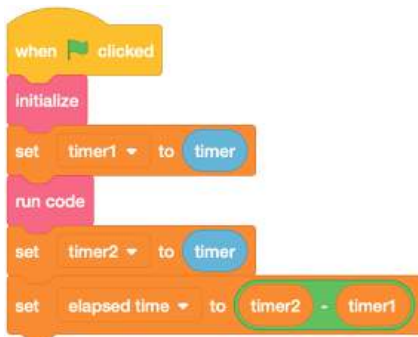 when clicked
initialize
set timer1 to timer
run code
set timer2 to timer
set elapsed time to timer2 - timer1